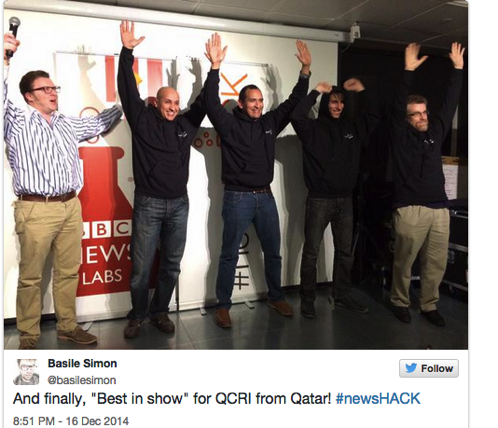 BBC
NEWS
LABS
Basile Simon
@basilesimon
Follow
And finally, "Best in show" for QCRI from Qatar! #newsHACK
8:51 PM - 16 Dec 2014